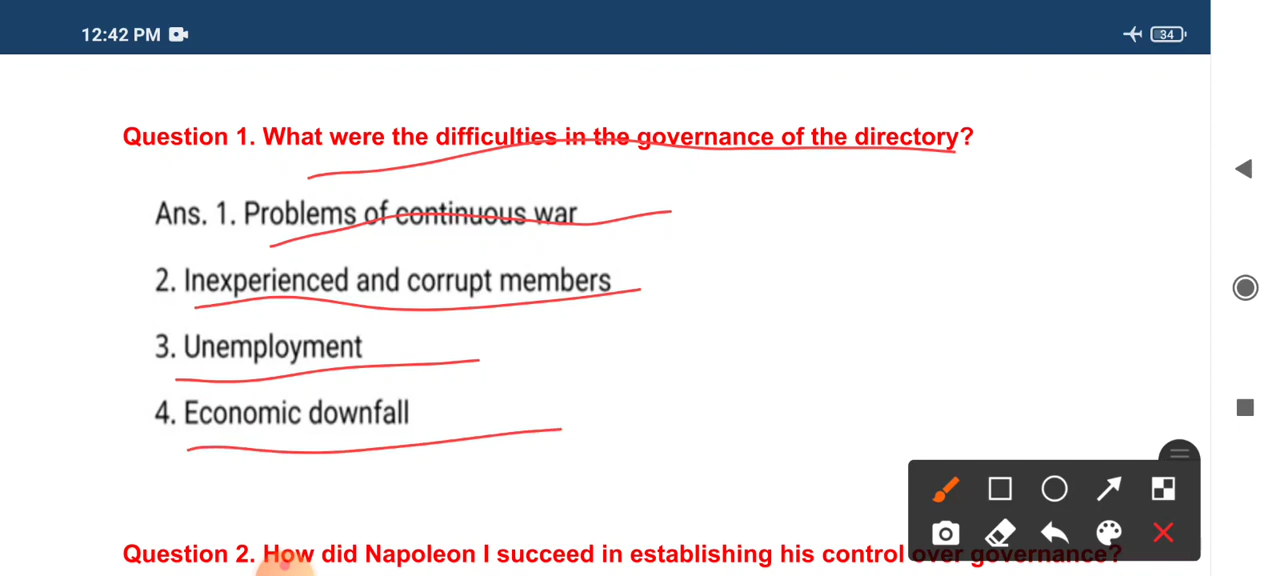 12:42 PM
34
Question 1. What were the difficulties in the governance of the directory?
Ans. 1. Problems of continuous war
2. Inexperienced and corrupt members
3. Unemployment
4. Economic downfall
Question 2. How did Napoleon I succeed in establishing his control over governance?